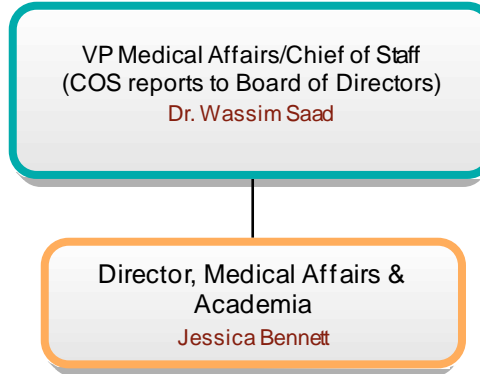 VP Medical Affairs/Chief of Staff
(COS reports to Board of Directors)
Dr. Wassim Saad
Director, Medical Affairs &
Academia
Jessica Bennett